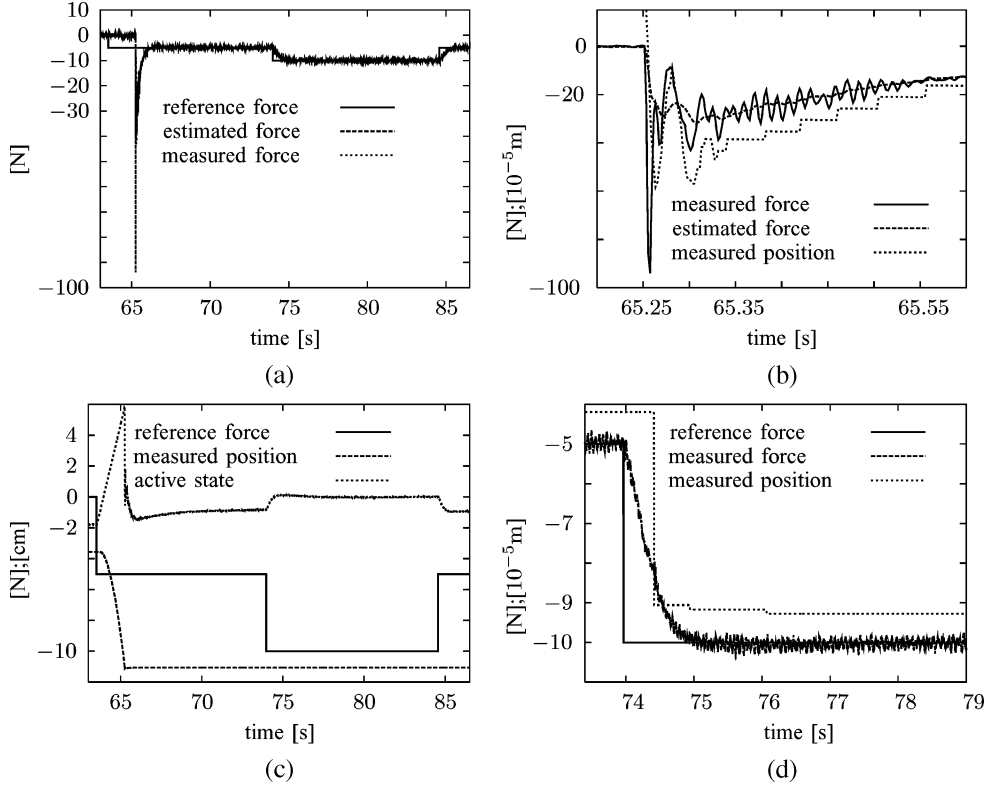 10
0
−10
−20
−30
−100
[N]
reference force
estimated force
measured force
65 70 75 80 85
time [s]
(a)
0
−20
−100
[N];[10⁻⁵m]
measured force
estimated force
measured position
65.25 65.35 65.55
time [s]
(b)
4
2
0
−2
−10
[N];[cm]
reference force
measured position
active state
65 70 75 80 85
time [s]
(c)
−5
−7
−9
−10
[N];[10⁻⁵m]
reference force
measured force
measured position
74 75 76 77 78 79
time [s]
(d)